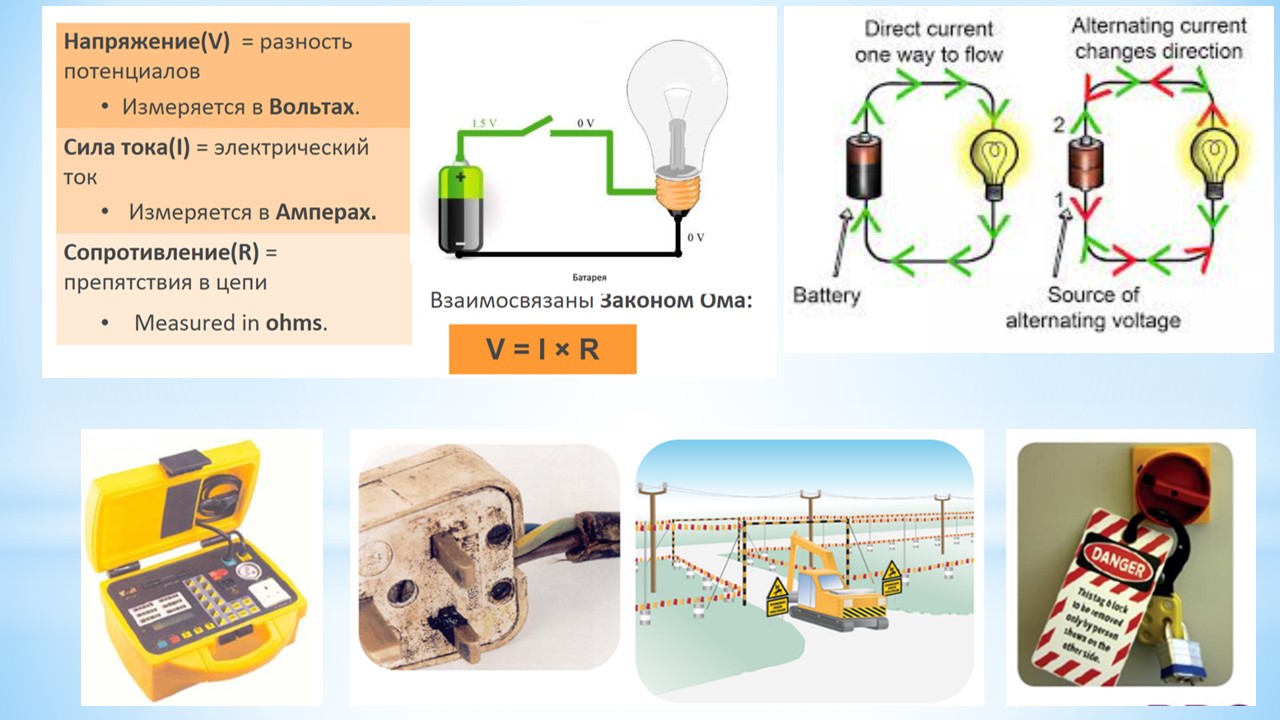 Напряжение(V) = разность
потенциалов
• Измеряется в Вольтах.
Сила тока(I) = электрический
ток
• Измеряется в Амперах.
Сопротивление(R) =
препятствия в цепи
• Measured in ohms.
1.5 V
0 V
+
0 V
Батарея
Взаимосвязаны Законом Ома:
V = I × R
Direct current
one way to flow
Battery
Alternating current
changes direction
2
1
Source of
alternating voltage
DANGER
This tag & lock
to be removed
only by person
shown on the
other side.